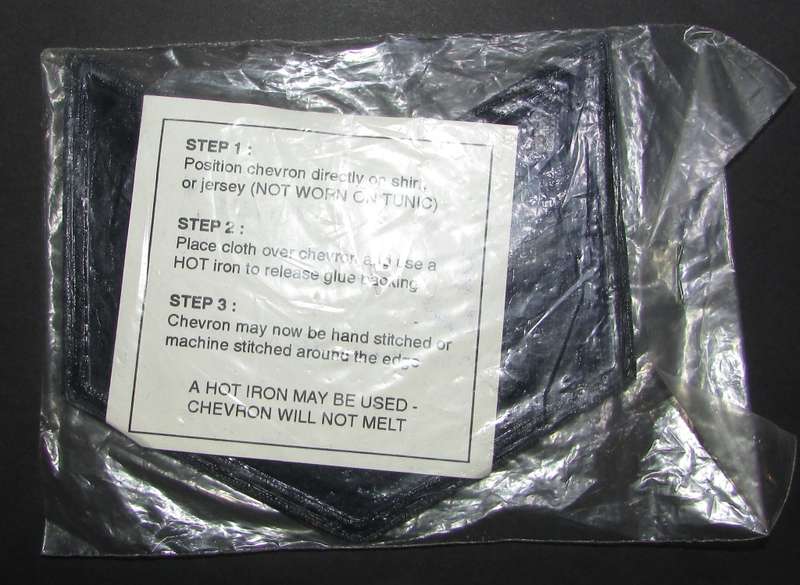 STEP 1 :
Position chevron directly on shirt
or jersey (NOT WORN ON TUNIC)
STEP 2 :
Place cloth over chevron and use a
HOT iron to release glue backing
STEP 3 :
Chevron may now be hand stitched or
machine stitched around the edge
A HOT IRON MAY BE USED -
CHEVRON WILL NOT MELT